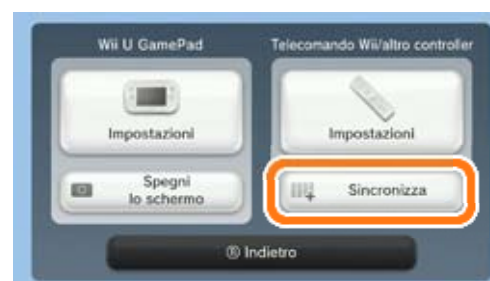 Wii U GamePad
Telecomando Wii/altro controller
Impostazioni
Impostazioni
Spegni
lo schermo
Sincronizza
Ⓑ Indietro